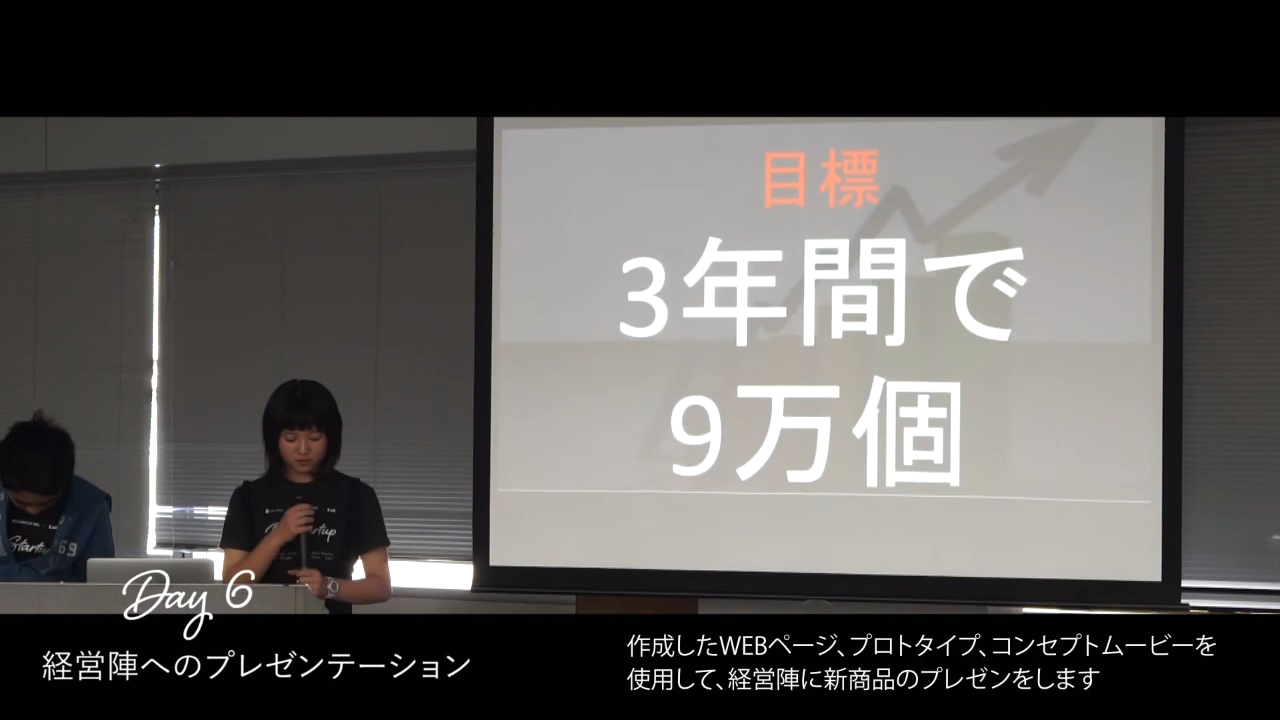 目標
3年間で
9万個
Startup
69
Day 6
経営陣へのプレゼンテーション
作成したWEBページ、プロトタイプ、コンセプトムービーを
使用して、経営陣に新商品のプレゼンをします